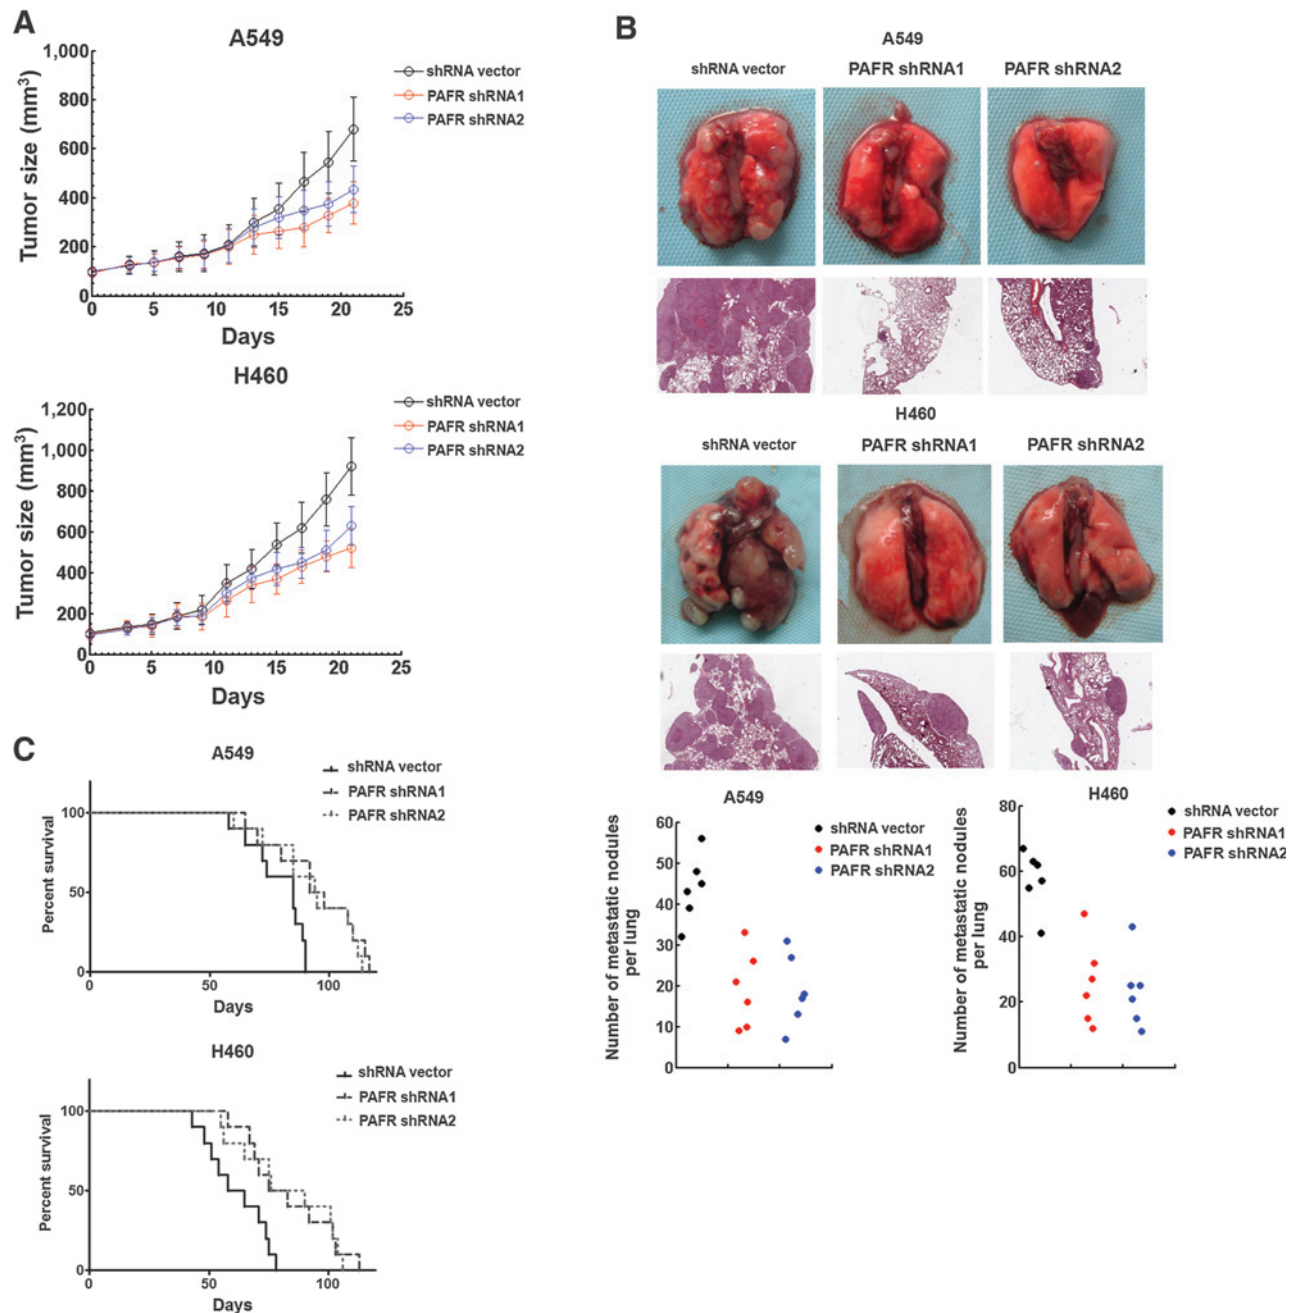 A
A549
1,000
800
600
400
200
0
0 5 10 15 20 25
Tumor size (mm³)
Days
shRNA vector
PAFR shRNA1
PAFR shRNA2
H460
1,200
1,000
800
600
400
200
0
0 5 10 15 20 25
Tumor size (mm³)
Days
shRNA vector
PAFR shRNA1
PAFR shRNA2
B
A549
shRNA vector PAFR shRNA1 PAFR shRNA2
H460
shRNA vector PAFR shRNA1 PAFR shRNA2
A549
60
50
40
30
20
10
0
Number of metastatic nodules
per lung
shRNA vector
PAFR shRNA1
PAFR shRNA2
H460
80
60
40
20
0
Number of metastatic nodules
per lung
shRNA vector
PAFR shRNA1
PAFR shRNA2
C
A549
shRNA vector
PAFR shRNA1
PAFR shRNA2
100
50
0
0 50 100
Percent survival
Days
H460
shRNA vector
PAFR shRNA1
PAFR shRNA2
100
50
0
0 50 100
Percent survival
Days